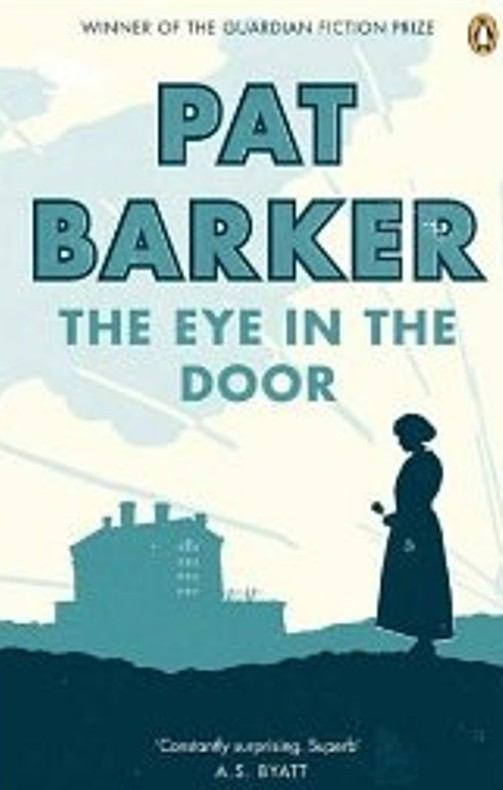 WINNER OF THE GUARDIAN FICTION PRIZE
PAT
BARKER
THE EYE IN THE
DOOR
'Constantly surprising. Superb'
A.S. BYATT